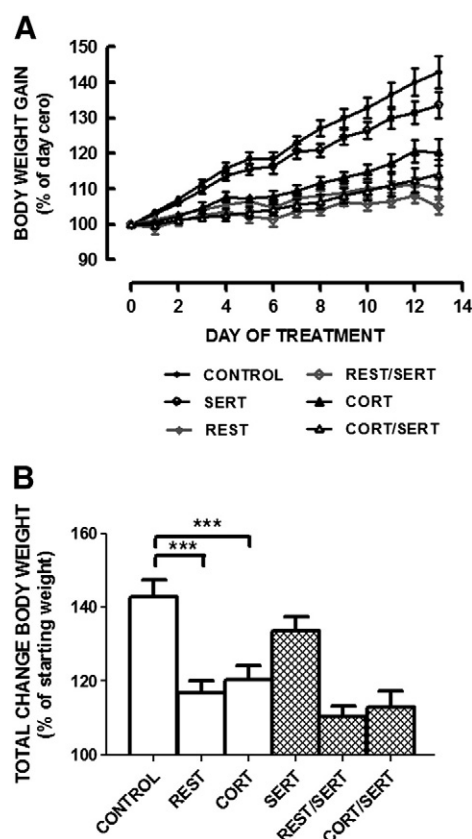 A
BODY WEIGHT GAIN
(% of day cero)
150
140
130
120
110
100
90
0 2 4 6 8 10 12 14
DAY OF TREATMENT
CONTROL REST/SERT
SERT CORT
REST CORT/SERT
B
TOTAL CHANGE BODY WEIGHT
(% of starting weight)
160
140
120
100
***
***
CONTROL REST CORT SERT REST/SERT CORT/SERT